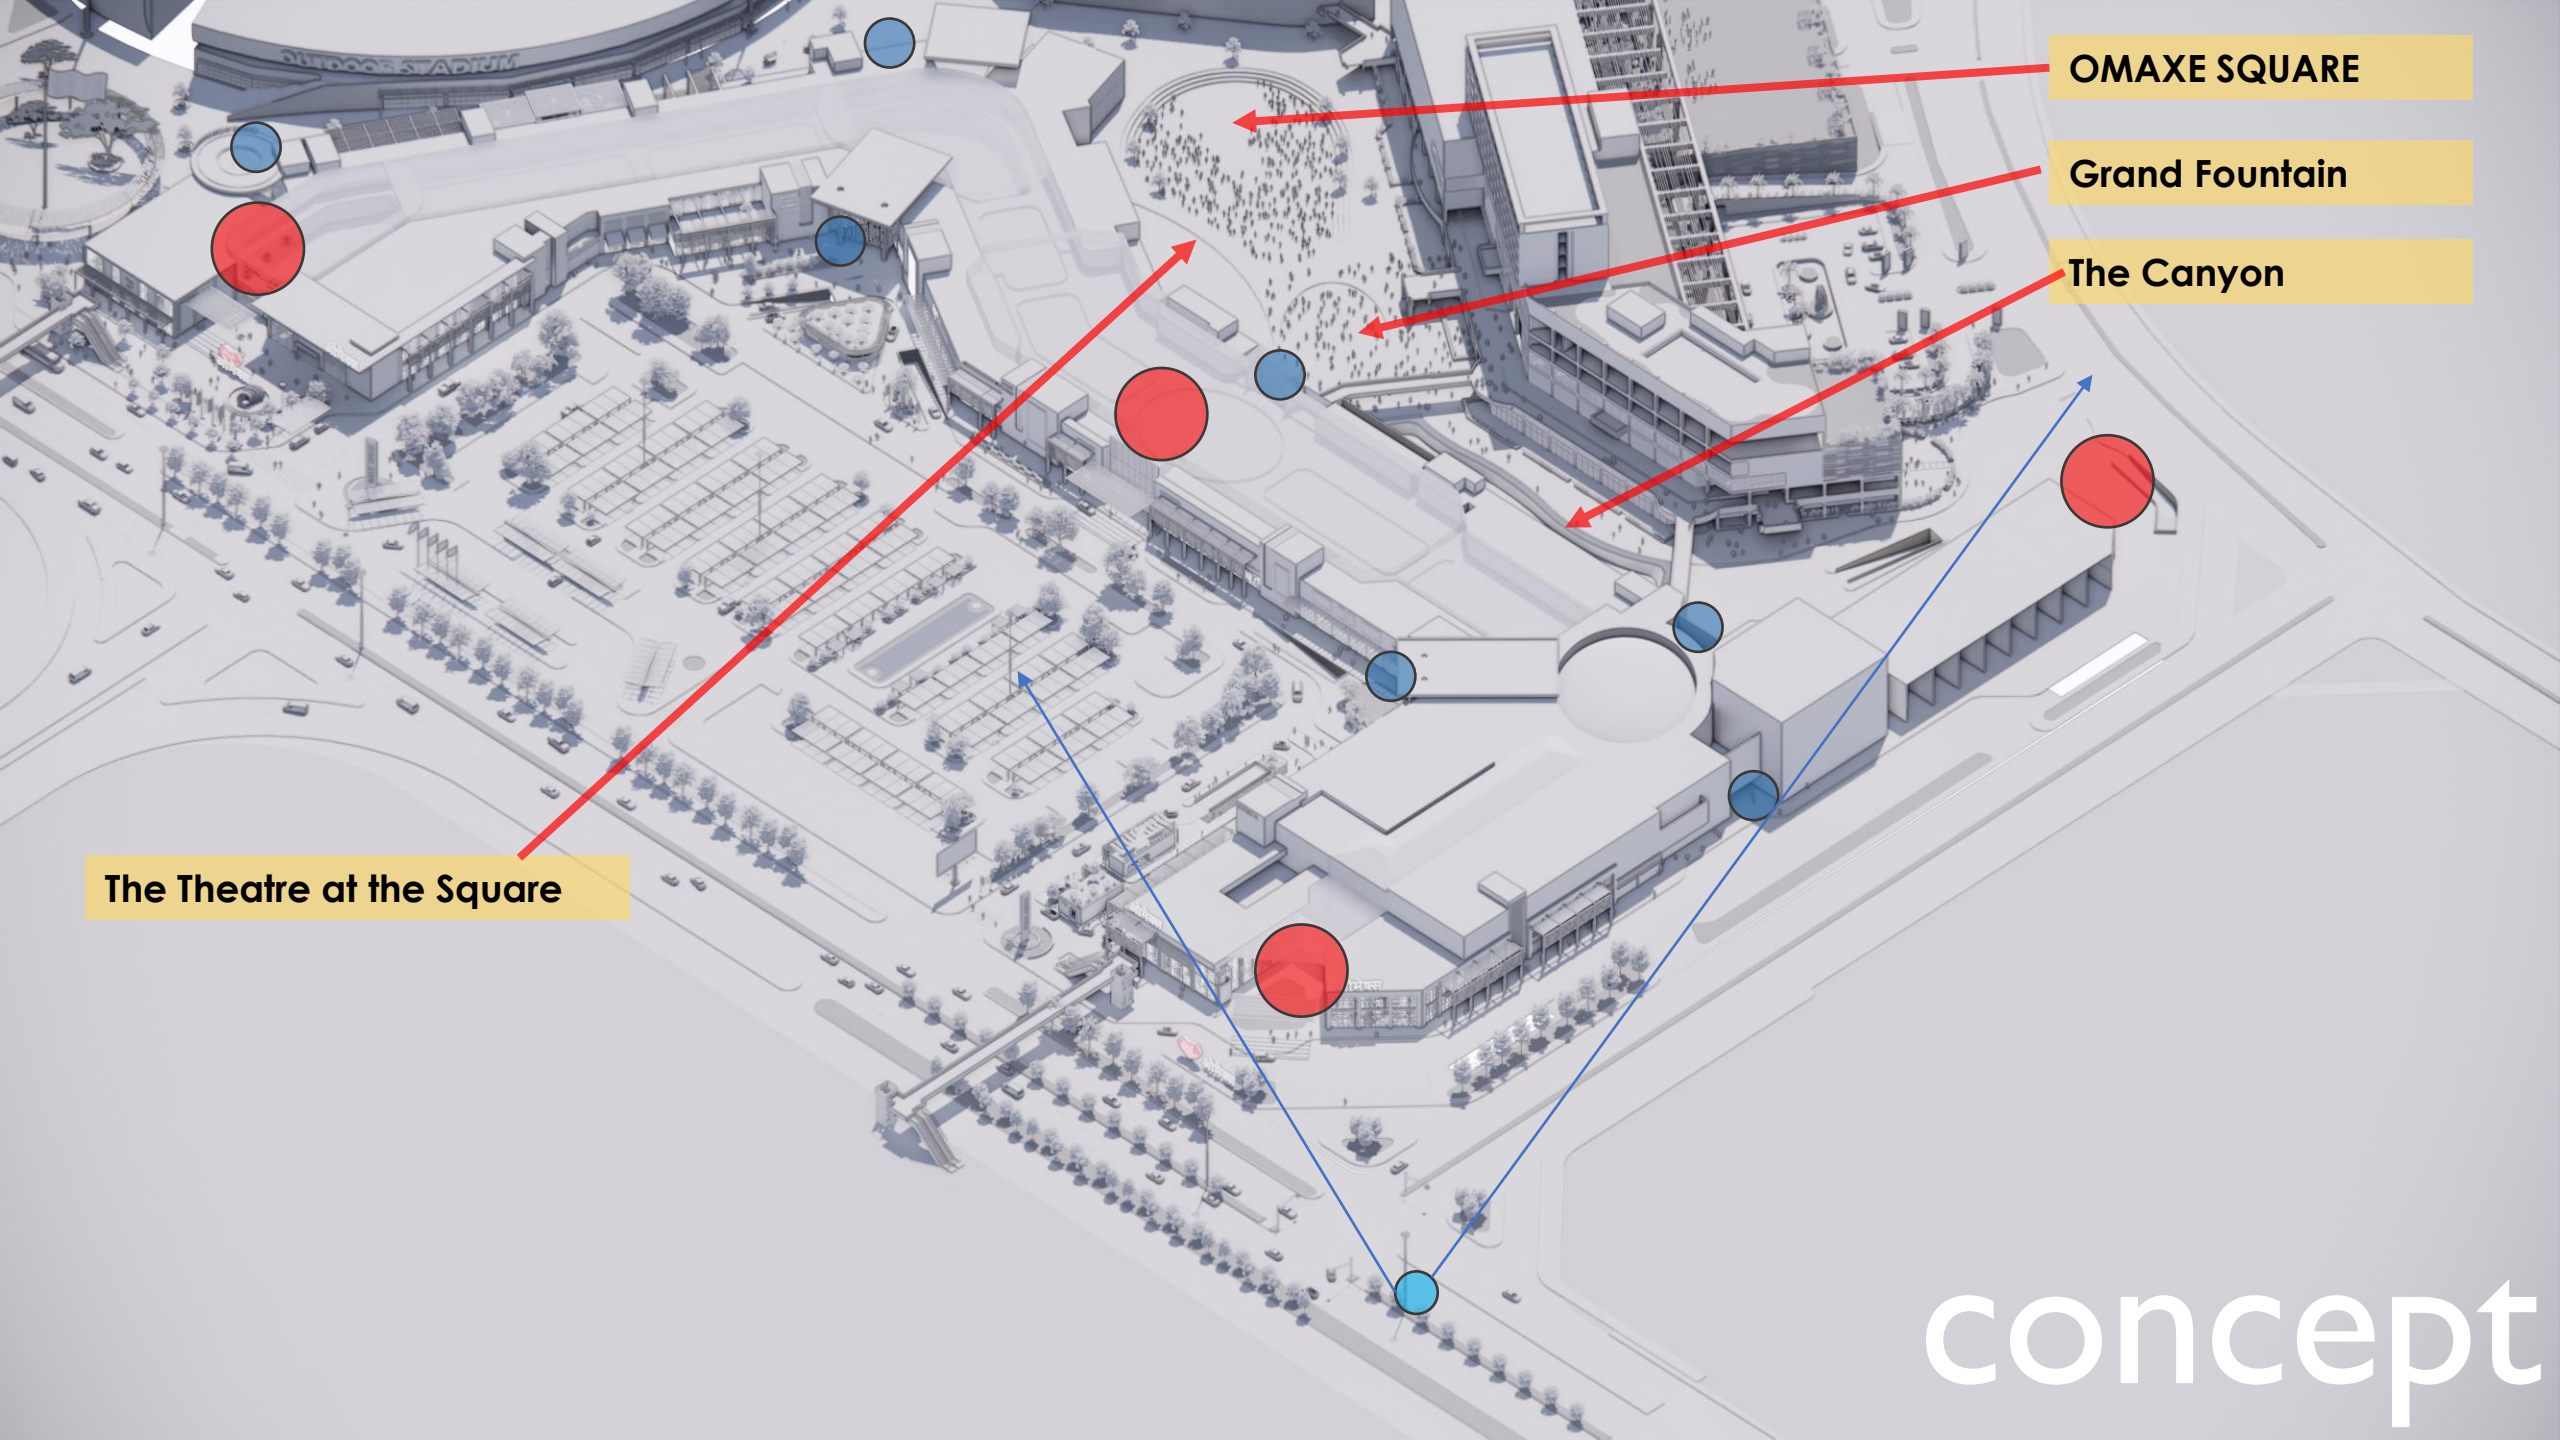 OUTDOOR STADIUM
OMAXE SQUARE
Grand Fountain
The Canyon
The Theatre at the Square
concept